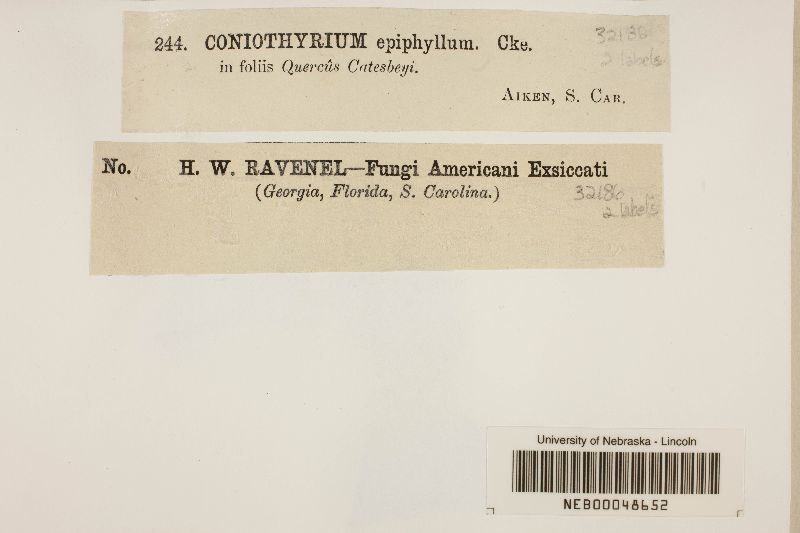 244. CONIOTHYRIUM epiphyllum. Cke.
in foliis Quercûs Catesbeyi.
AIKEN, S. CAR.
32186
2 labels
No. H. W. RAVENEL—Fungi Americani Exsiccati
(Georgia, Florida, S. Carolina.)
32186
2 labels
University of Nebraska - Lincoln
NEB00048652